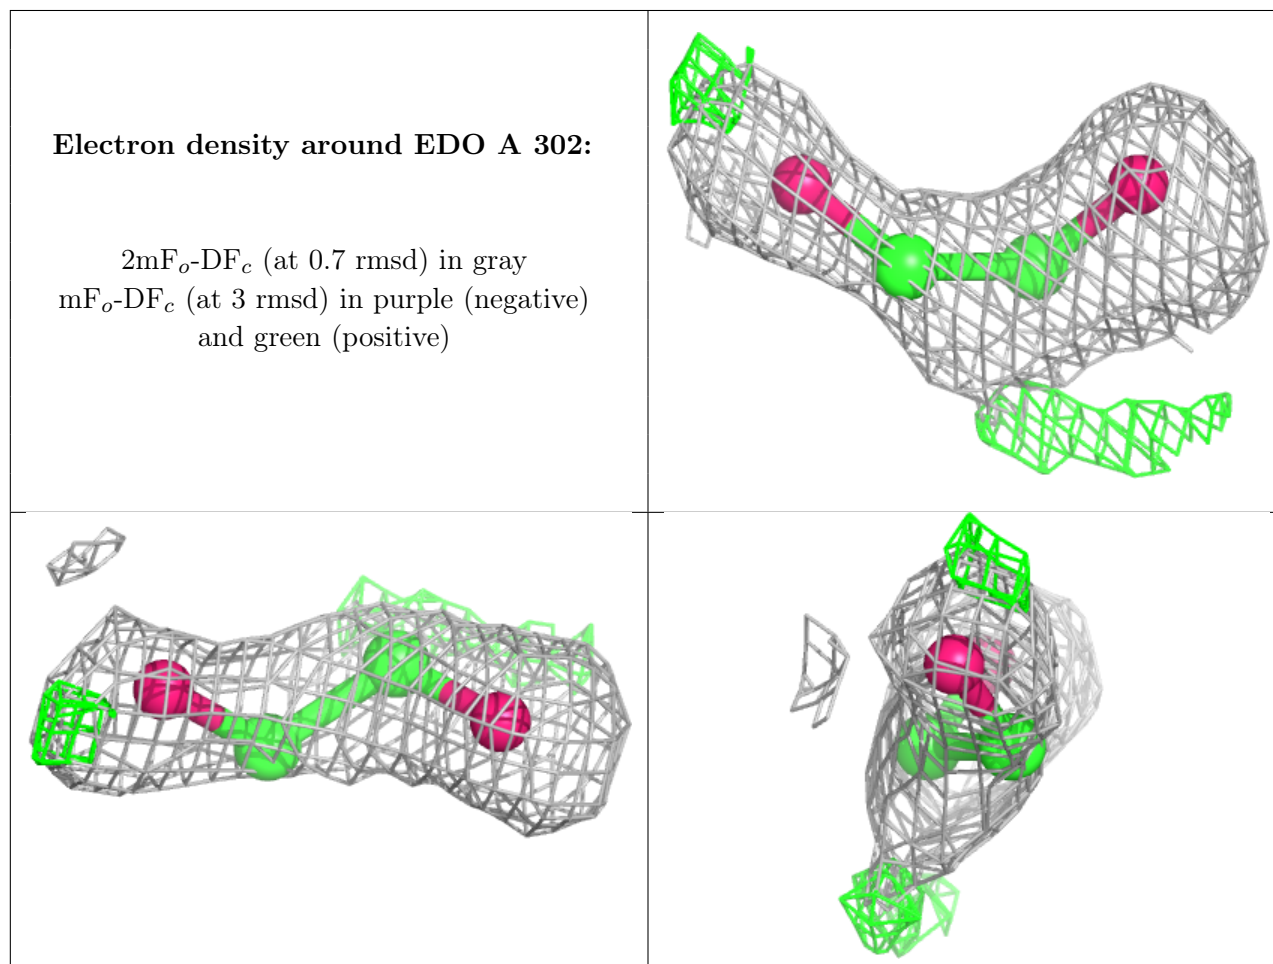 Electron density around EDO A 302:
2mFo-DFc (at 0.7 rmsd) in gray
mFo-DFc (at 3 rmsd) in purple (negative)
and green (positive)